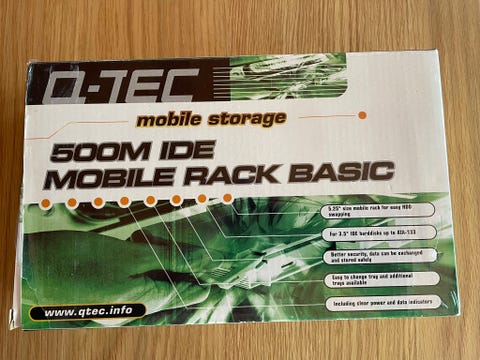 Q-TEC
mobile storage
500M IDE
MOBILE RACK BASIC
5.25" size mobile rack for easy HDD
swapping
For 3.5" IDE harddisks up to ATA-133
Better security, data can be exchanged
and stored safely
Easy to change tray and additional
trays available
Including clear power and data indicators
www.qtec.info